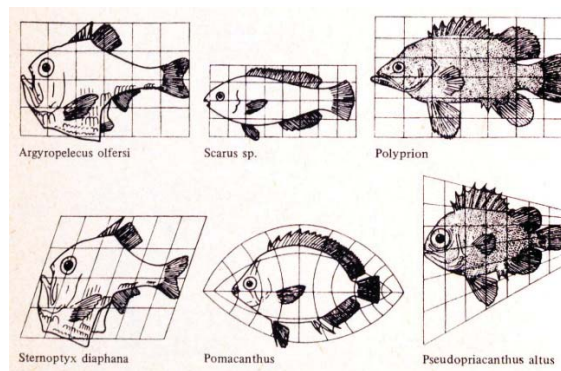 Argyropelecus olfersi
Scarus sp.
Polyprion
Sternoptyx diaphana
Pomacanthus
Pseudopriacanthus altus